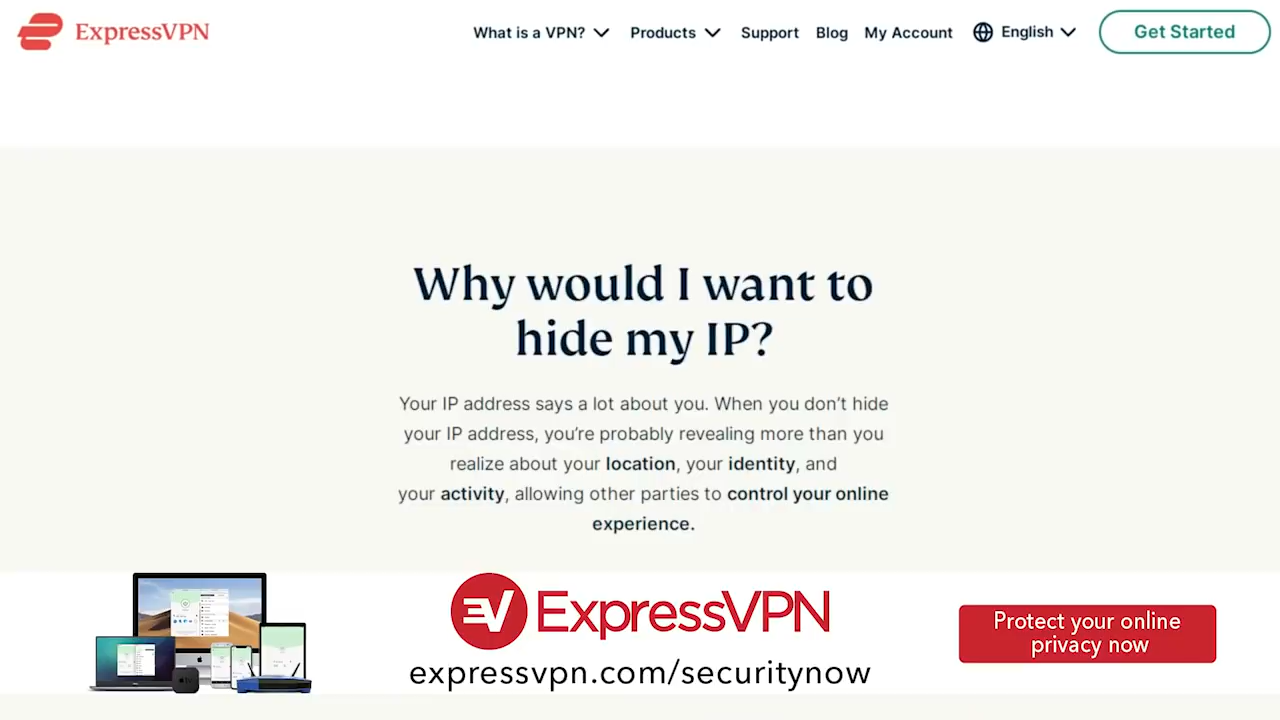 ExpressVPN
What is a VPN? Products Support Blog My Account English Get Started
Why would I want to
hide my IP?
Your IP address says a lot about you. When you don’t hide
your IP address, you’re probably revealing more than you
realize about your location, your identity, and
your activity, allowing other parties to control your online
experience.
EV ExpressVPN
expressvpn.com/securitynow
Protect your online
privacy now